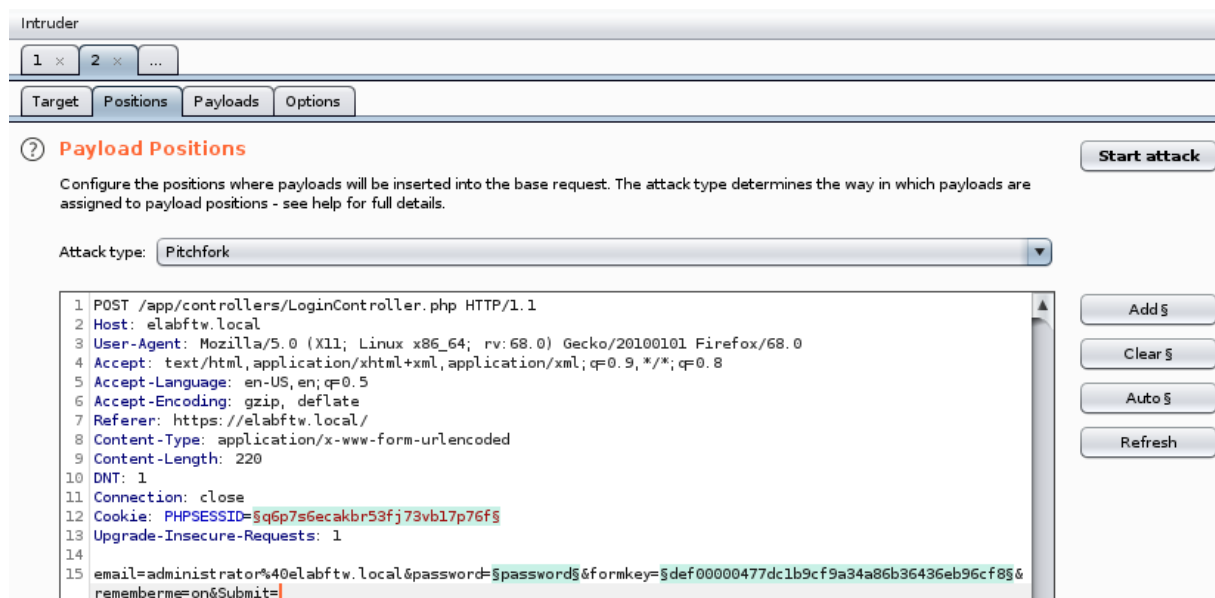 Intruder
1 × 2 × ...
Target Positions Payloads Options
? Payload Positions
Start attack
Configure the positions where payloads will be inserted into the base request. The attack type determines the way in which payloads are
assigned to payload positions - see help for full details.
Attack type: Pitchfork
1 POST /app/controllers/LoginController.php HTTP/1.1
2 Host: elabftw.local
3 User-Agent: Mozilla/5.0 (X11; Linux x86_64; rv:68.0) Gecko/20100101 Firefox/68.0
4 Accept: text/html,application/xhtml+xml,application/xml;q=0.9,*/*;q=0.8
5 Accept-Language: en-US,en;q=0.5
6 Accept-Encoding: gzip, deflate
7 Referer: https://elabftw.local/
8 Content-Type: application/x-www-form-urlencoded
9 Content-Length: 220
10 DNT: 1
11 Connection: close
12 Cookie: PHPSESSID=§q6p7s6ecakbr53fj73vb17p76f§
13 Upgrade-Insecure-Requests: 1
14
15 email=administrator%40elabftw.local&password=§password§&formkey=§def00000477dc1b9cf9a34a86b36436eb96cf8§&
rememberme=on&Submit=
Add §
Clear §
Auto §
Refresh